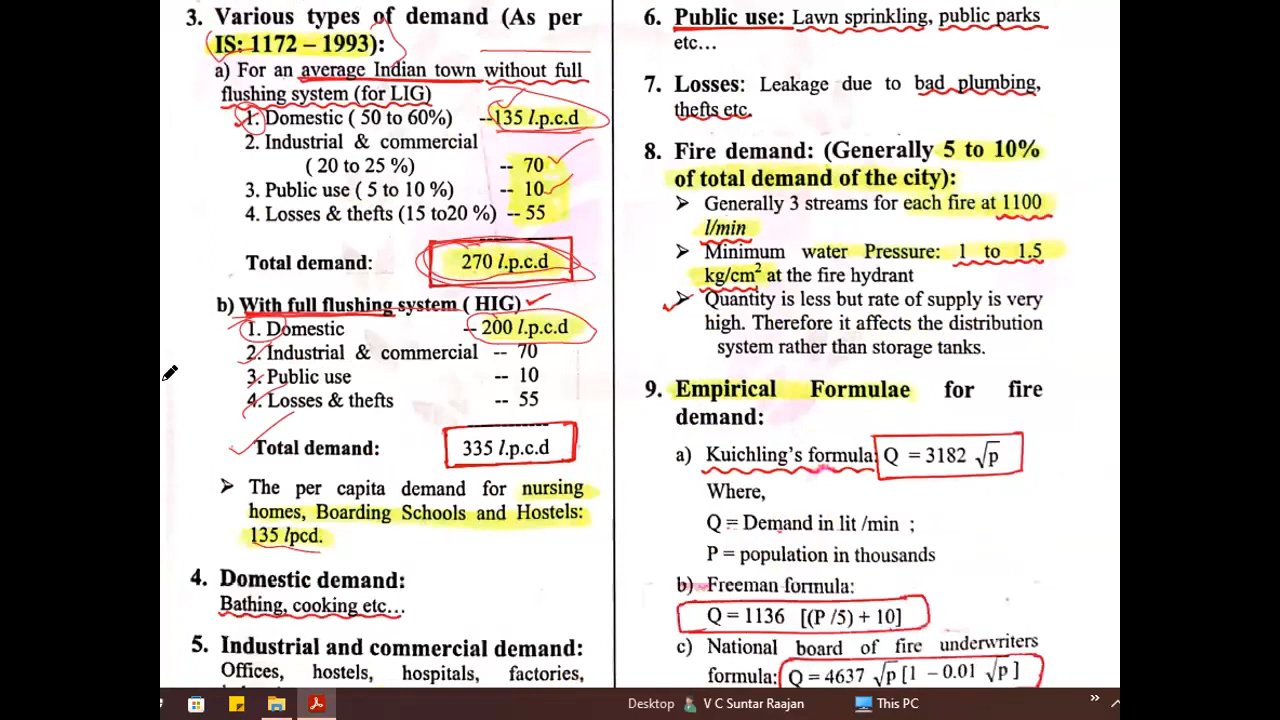 3. Various types of demand (As per
IS: 1172 – 1993):
a) For an average Indian town without full
flushing system (for LIG)
1. Domestic ( 50 to 60%) --135 l.p.c.d
2. Industrial & commercial
( 20 to 25 %) -- 70
3. Public use ( 5 to 10 %) -- 10
4. Losses & thefts (15 to20 %) -- 55
Total demand: 270 l.p.c.d
b) With full flushing system ( HIG)
1. Domestic -- 200 l.p.c.d
2. Industrial & commercial -- 70
3. Public use -- 10
4. Losses & thefts -- 55
Total demand: 335 l.p.c.d
➢ The per capita demand for nursing
homes, Boarding Schools and Hostels:
135 lpcd.
4. Domestic demand:
Bathing, cooking etc…
5. Industrial and commercial demand:
Offices, hostels, hospitals, factories,
6. Public use: Lawn sprinkling, public parks
etc…
7. Losses: Leakage due to bad plumbing,
thefts etc.
8. Fire demand: (Generally 5 to 10%
of total demand of the city):
➢ Generally 3 streams for each fire at 1100
l/min
➢ Minimum water Pressure: 1 to 1.5
kg/cm² at the fire hydrant
➢ Quantity is less but rate of supply is very
high. Therefore it affects the distribution
system rather than storage tanks.
9. Empirical Formulae for fire
demand:
a) Kuichling's formula: Q = 3182 √p
Where,
Q = Demand in lit /min ;
P = population in thousands
b) Freeman formula:
Q = 1136 [(P /5) + 10]
c) National board of fire underwriters
formula: Q = 4637 √p [1 – 0.01 √p ]
Desktop V C Suntar Raajan This PC »